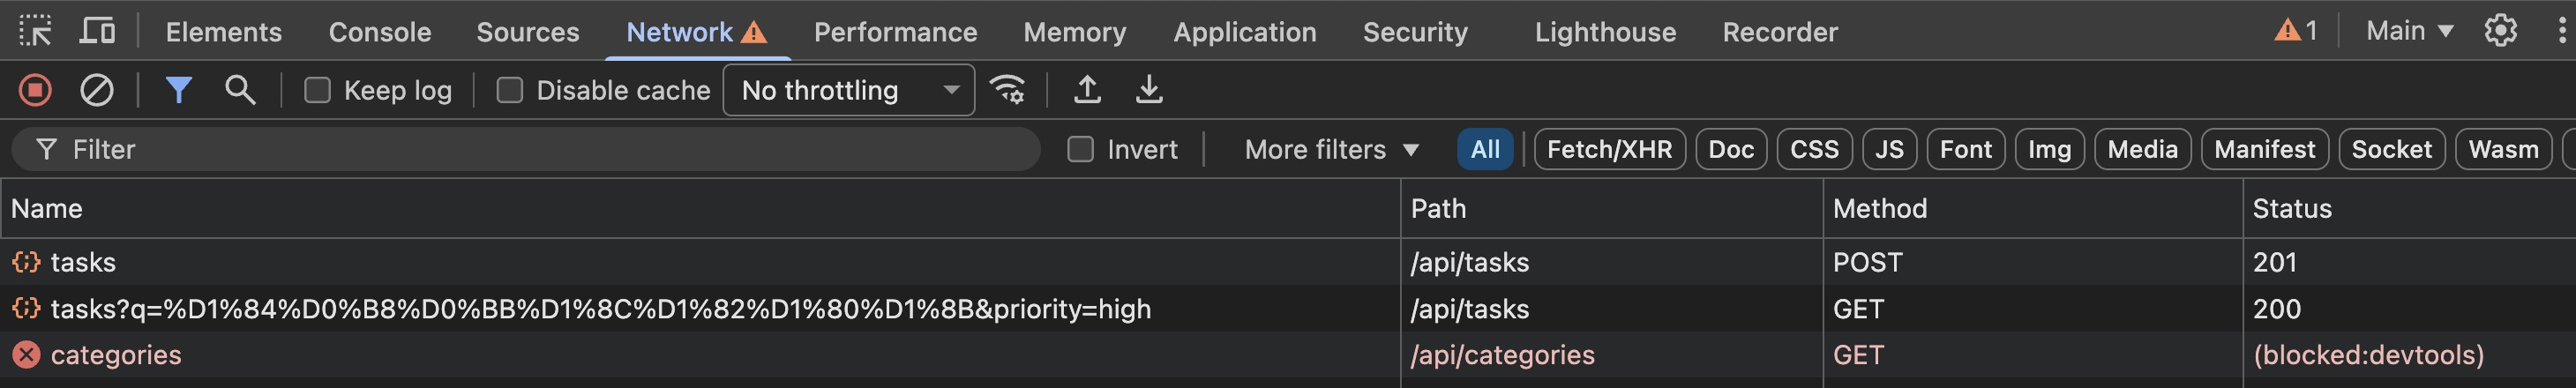 Elements Console Sources Network Performance Memory Application Security Lighthouse Recorder 1 Main
Keep log Disable cache No throttling
Filter Invert More filters All Fetch/XHR Doc CSS JS Font Img Media Manifest Socket Wasm
Name Path Method Status
tasks /api/tasks POST 201
tasks?q=%D1%84%D0%B8%D0%BB%D1%8C%D1%82%D1%80%D1%8B&priority=high /api/tasks GET 200
categories /api/categories GET (blocked:devtools)